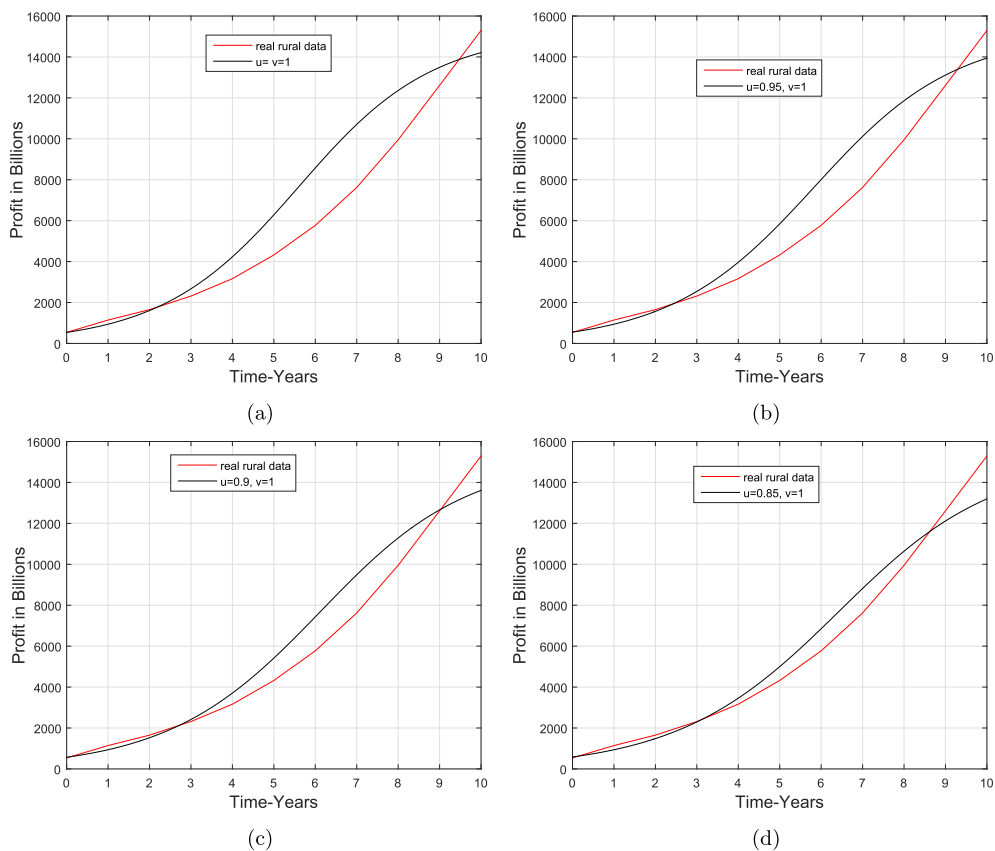 16000
14000
12000
10000
8000
6000
4000
2000
0
Profit in Billions
real rural data
u= v=1
0 1 2 3 4 5 6 7 8 9 10
Time-Years
(a)
16000
14000
12000
10000
8000
6000
4000
2000
0
Profit in Billions
real rural data
u=0.95, v=1
0 1 2 3 4 5 6 7 8 9 10
Time-Years
(b)
16000
14000
12000
10000
8000
6000
4000
2000
0
Profit in Billions
real rural data
u=0.9, v=1
0 1 2 3 4 5 6 7 8 9 10
Time-Years
(c)
16000
14000
12000
10000
8000
6000
4000
2000
0
Profit in Billions
real rural data
u=0.85, v=1
0 1 2 3 4 5 6 7 8 9 10
Time-Years
(d)